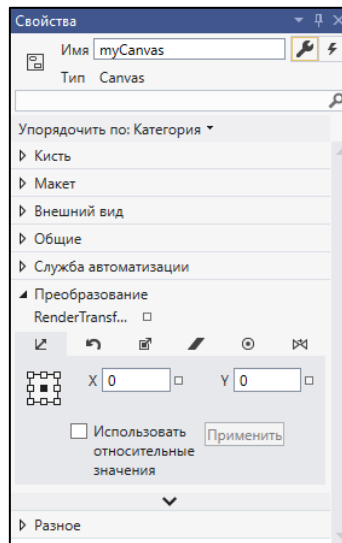 Свойства
Имя myCanvas
Тип Canvas
Упорядочить по: Категория
Кисть
Макет
Внешний вид
Общие
Служба автоматизации
Преобразование
RenderTransf...
X 0 Y 0
Использовать относительные значения
Применить
Разное